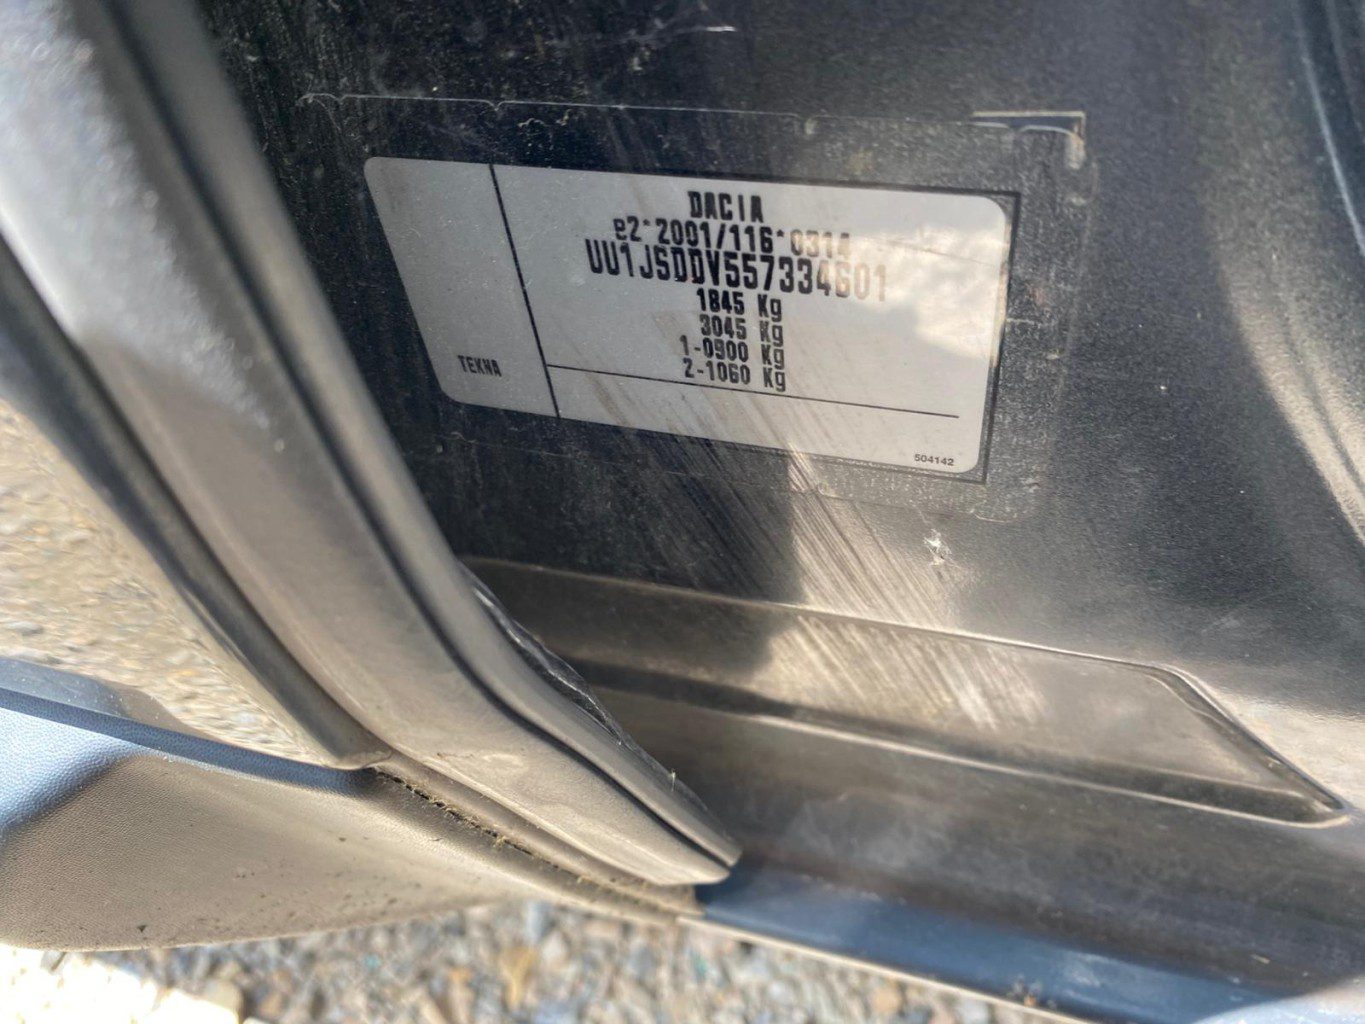 DACIA
e2*2001/116*0314
UU1JSDDV557334601
1845 Kg
3045 Kg
1-0900 Kg
2-1060 Kg
TEKNA
504142